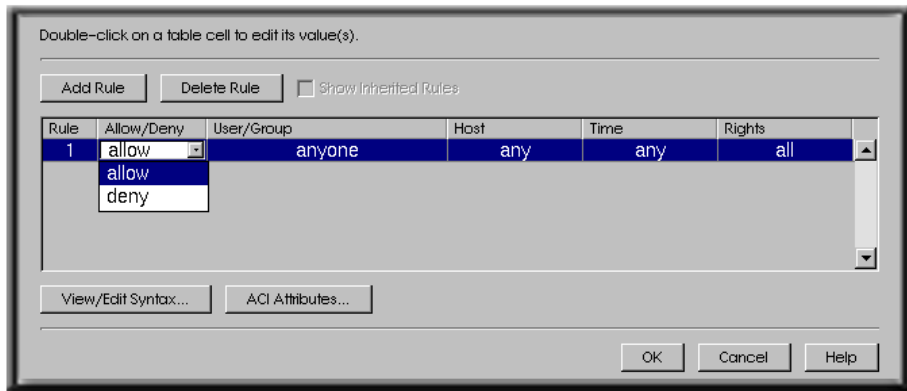 Double-click on a table cell to edit its value(s).
Add Rule Delete Rule Show Inherited Rules
Rule Allow/Deny User/Group Host Time Rights
1 allow anyone any any all
allow
deny
View/Edit Syntax... ACI Attributes...
OK Cancel Help